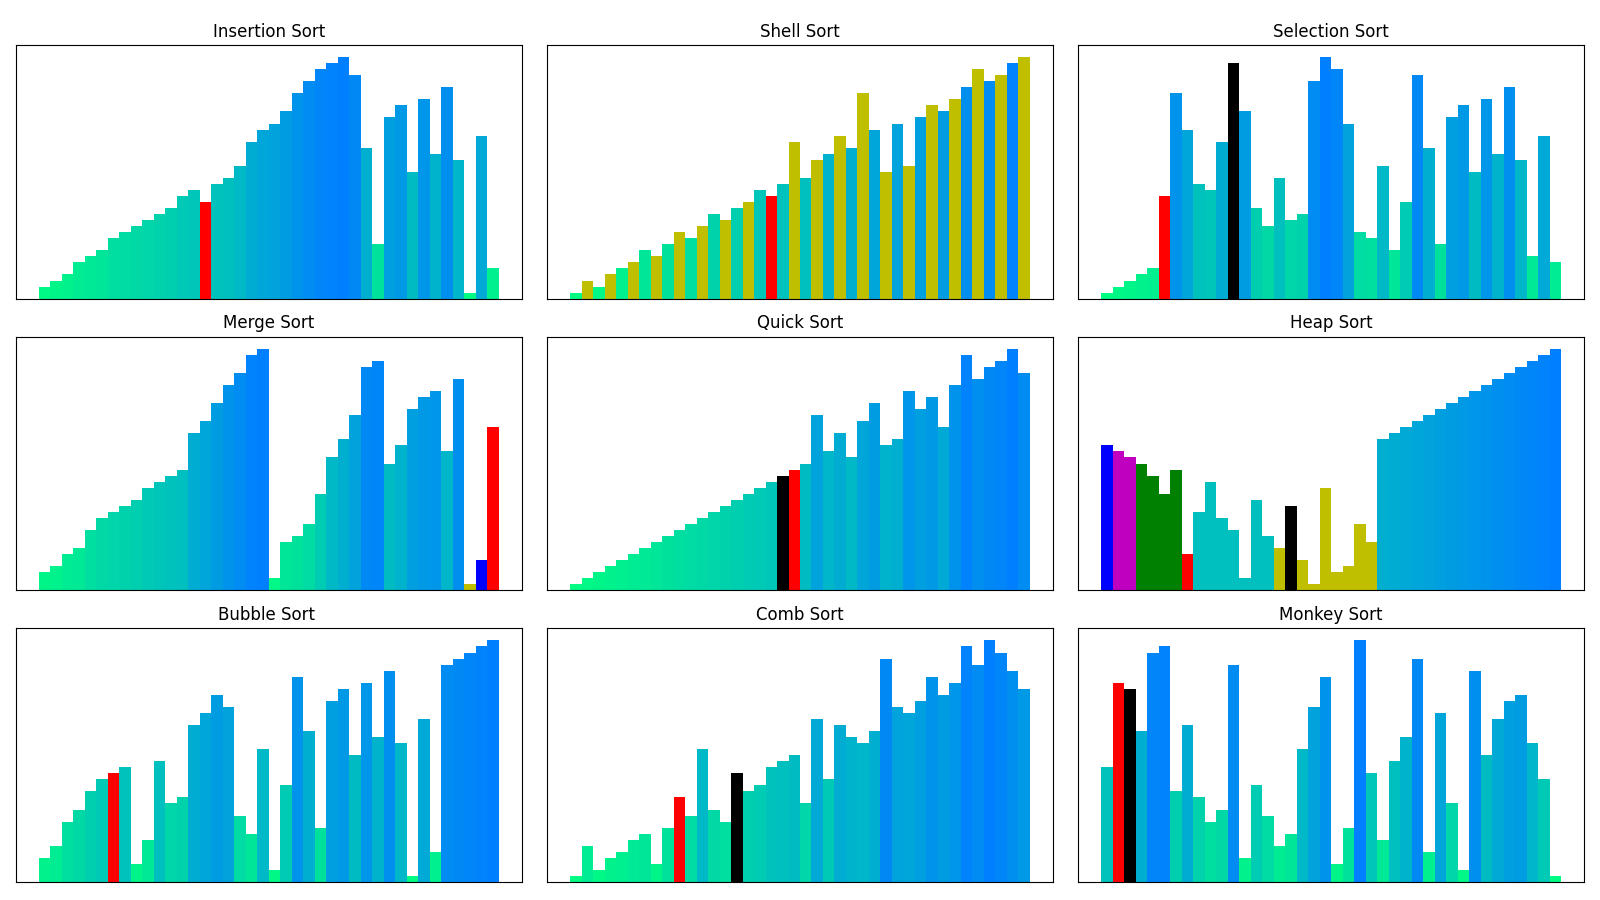 Insertion Sort
Shell Sort
Selection Sort
Merge Sort
Quick Sort
Heap Sort
Bubble Sort
Comb Sort
Monkey Sort